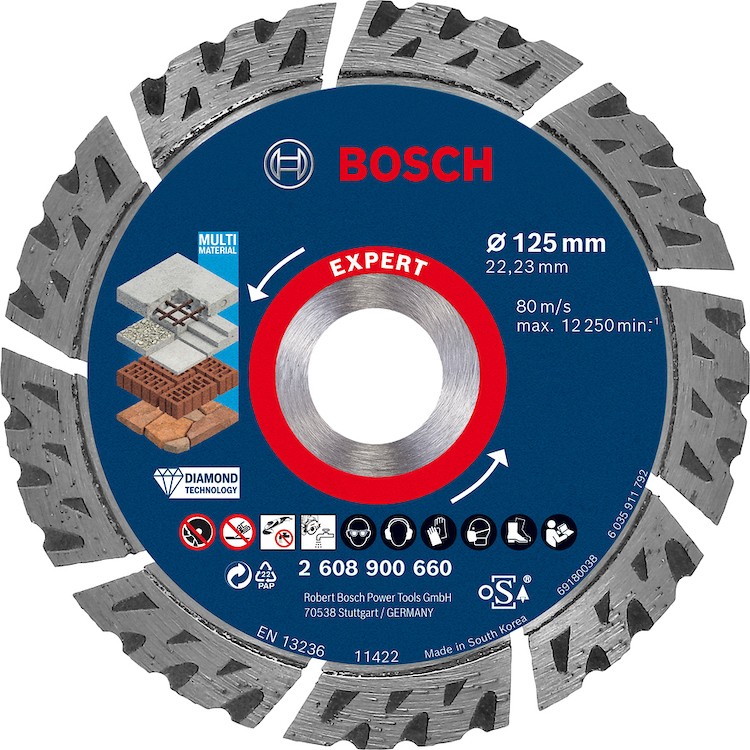 BOSCH
MULTI
MATERIAL
EXPERT
Ø 125 mm
22,23 mm
80 m/s
max. 12 250 min.-1
DIAMOND
TECHNOLOGY
22
PAP
2 608 900 660
Robert Bosch Power Tools GmbH
70538 Stuttgart / GERMANY
EN 13236
11422
Made in South Korea
oSA
®
69180038
6 035 911 792